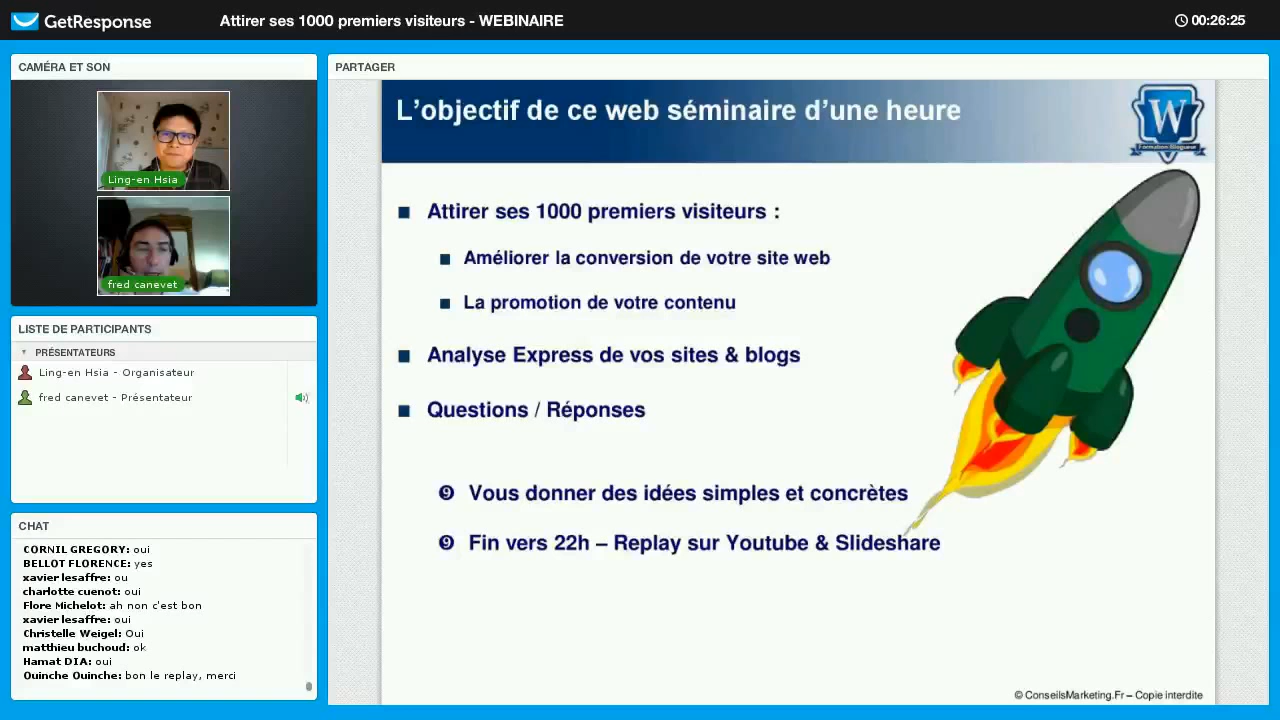 GetResponse
Attirer ses 1000 premiers visiteurs - WEBINAIRE
00:26:25
CAMÉRA ET SON
Ling-en Hsia
fred canevet
LISTE DE PARTICIPANTS
PRÉSENTATEURS
Ling-en Hsia - Organisateur
fred canevet - Présentateur
CHAT
CORNIL GREGORY: oui
BELLOT FLORENCE: yes
xavier lesaffre: ou
charlotte cuenot: oui
Flore Michelot: ah non c'est bon
xavier lesaffre: oui
Christelle Weigel: Oui
matthieu buchoud: ok
Hamat DIA: oui
Quinche Quinche: bon le replay, merci
PARTAGER
L'objectif de ce web séminaire d'une heure
W
Formation Blogueur
Attirer ses 1000 premiers visiteurs :
Améliorer la conversion de votre site web
La promotion de votre contenu
Analyse Express de vos sites & blogs
Questions / Réponses
❾ Vous donner des idées simples et concrètes
❾ Fin vers 22h – Replay sur Youtube & Slideshare
© ConseilsMarketing.Fr – Copie interdite